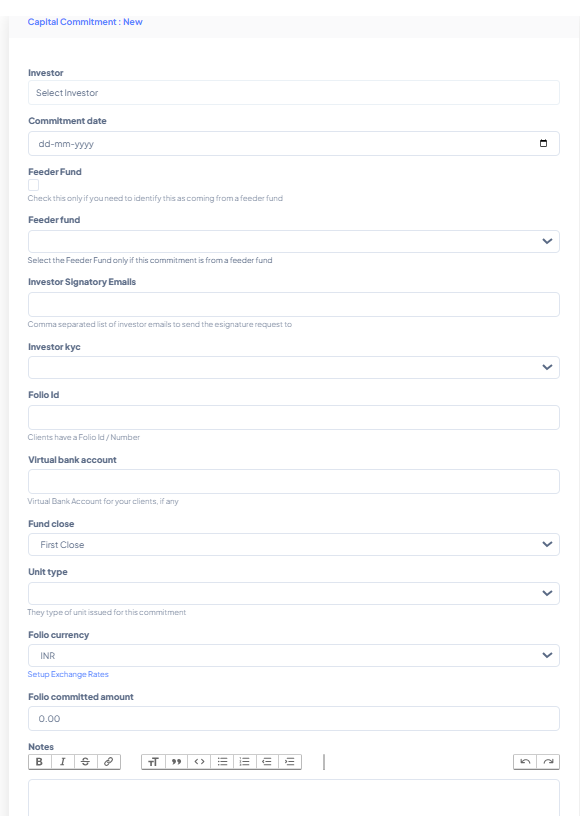 Capital Commitment : New
Investor
Select Investor
Commitment date
dd-mm-yyyy
Feeder Fund
Check this only if you need to identify this as coming from a feeder fund
Feeder fund
Select the Feeder Fund only if this commitment is from a feeder fund
Investor Signatory Emails
Comma separated list of investor emails to send the esignature request to
Investor kyc
Folio Id
Clients have a Folio Id / Number
Virtual bank account
Virtual Bank Account for your clients, if any
Fund close
First Close
Unit type
They type of unit issued for this commitment
Folio currency
INR
Setup Exchange Rates
Folio committed amount
0.00
Notes